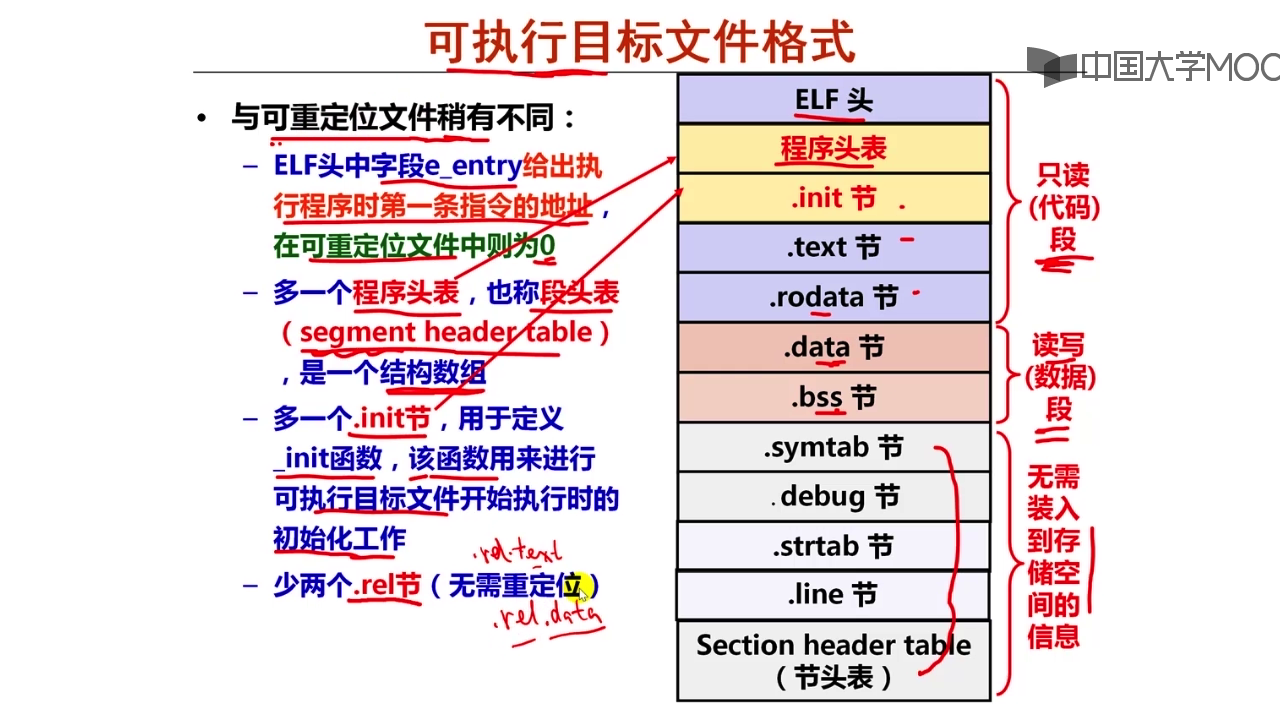 可执行目标文件格式
中国大学MOO
• 与可重定位文件稍有不同：
– ELF头中字段e_entry给出执
行程序时第一条指令的地址，
在可重定位文件中则为0
– 多一个程序头表，也称段头表
（segment header table）
，是一个结构数组
– 多一个.init节，用于定义
_init函数，该函数用来进行
可执行目标文件开始执行时的
初始化工作
.rel.text
– 少两个.rel节（无需重定位）
.rel.data
ELF 头
程序头表
.init 节
.text 节
.rodata 节
.data 节
.bss 节
.symtab 节
.debug 节
.strtab 节
.line 节
Section header table
（节头表）
只读
(代码)
段
读写
(数据)
段
无需
装入
到存
储空
间的
信息